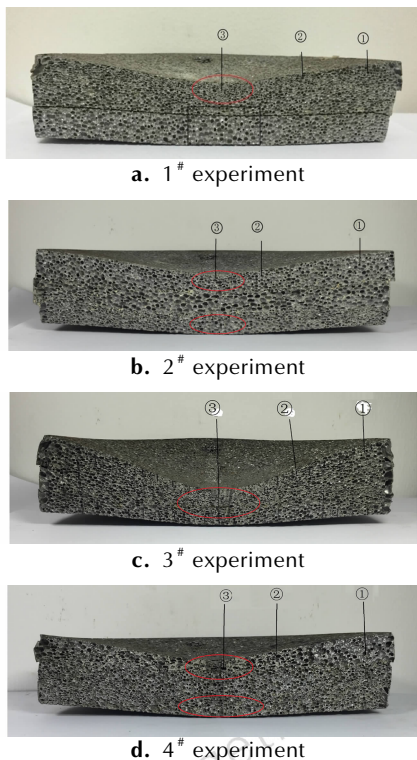 ③ ② ①
a. 1# experiment
③ ② ①
b. 2# experiment
③ ② ①
c. 3# experiment
③ ② ①
d. 4# experiment